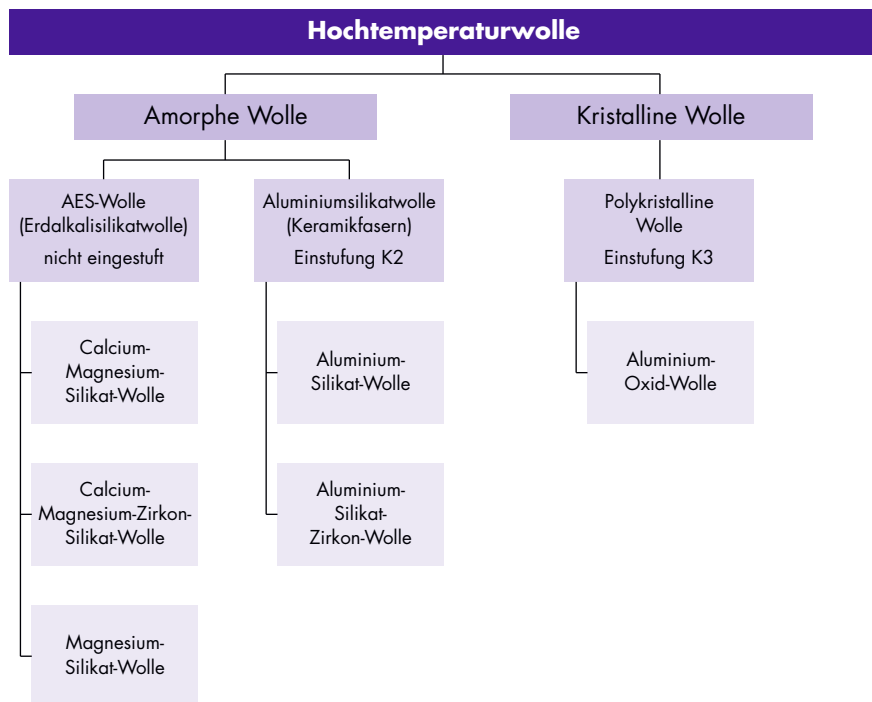 Hochtemperaturwolle
Amorphe Wolle
Kristalline Wolle
AES-Wolle
(Erdalkalisilikatwolle)
nicht eingestuft
Aluminiumsilikatwolle
(Keramikfasern)
Einstufung K2
Polykristalline
Wolle
Einstufung K3
Calcium-
Magnesium-
Silikat-Wolle
Aluminium-
Silikat-Wolle
Aluminium-
Oxid-Wolle
Calcium-
Magnesium-Zirkon-
Silikat-Wolle
Aluminium-
Silikat-
Zirkon-Wolle
Magnesium-
Silikat-Wolle